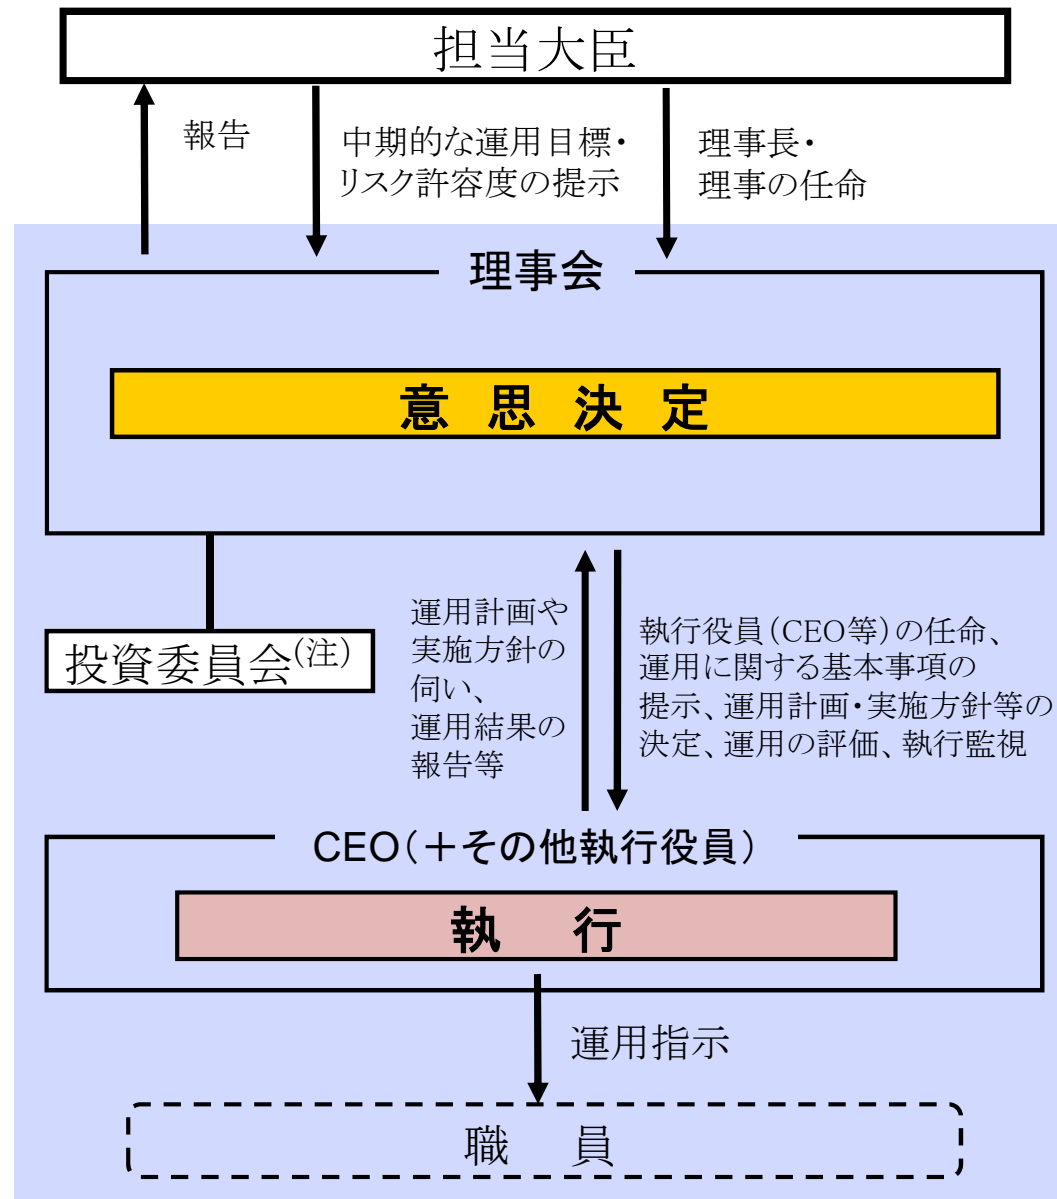 担当大臣
報告
中期的な運用目標・
リスク許容度の提示
理事長・
理事の任命
理事会
意 思 決 定
投資委員会(注)
運用計画や
実施方針の
伺い、
運用結果の
報告等
執行役員(CEO等)の任命、
運用に関する基本事項の
提示、運用計画・実施方針等の
決定、運用の評価、執行監視
CEO(+その他執行役員)
執 行
運用指示
職 員